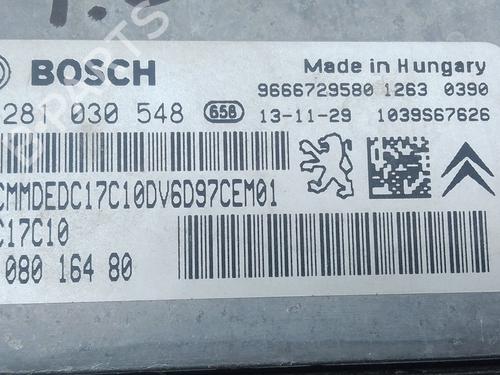 BOSCH
Made in Hungary
281 030 548 658
9666729580 1263 0390
13-11-29 1039S67626
CMMDEDC17C10DV6D97CEM01
C17C10
080 164 80